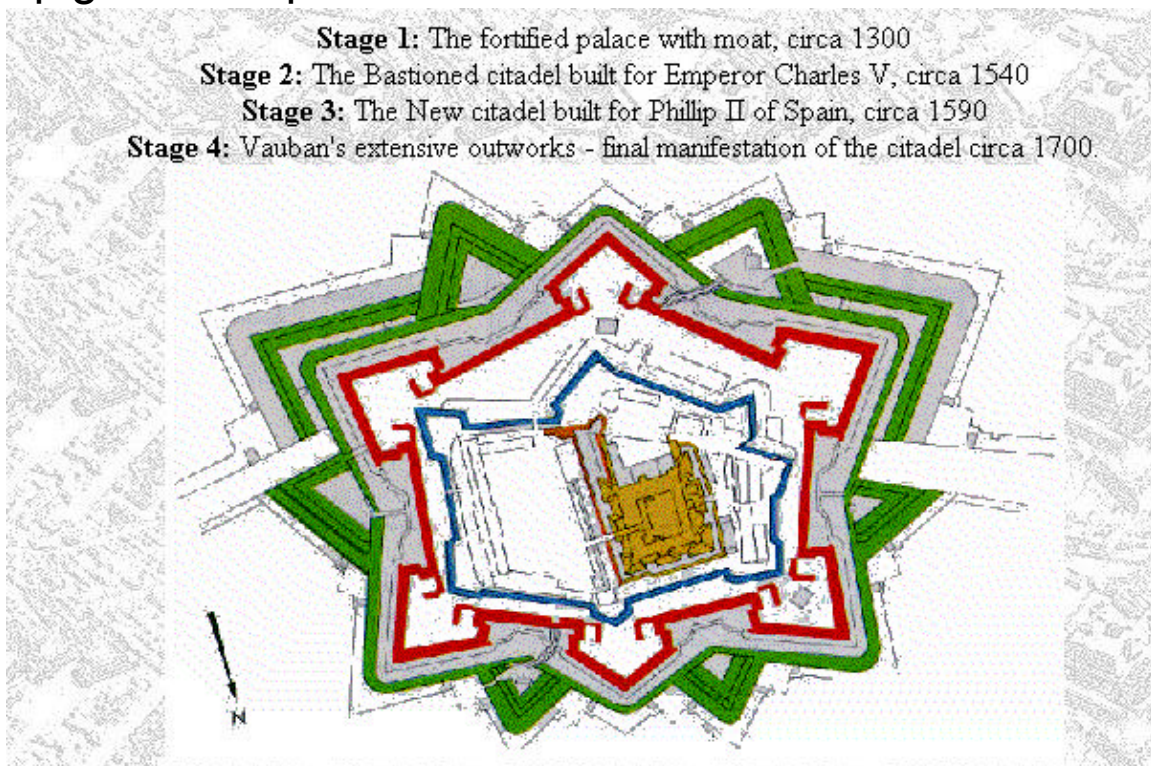 Stage 1: The fortified palace with moat, circa 1300
Stage 2: The Bastioned citadel built for Emperor Charles V, circa 1540
Stage 3: The New citadel built for Phillip II of Spain, circa 1590
Stage 4: Vauban's extensive outworks - final manifestation of the citadel circa 1700.
N